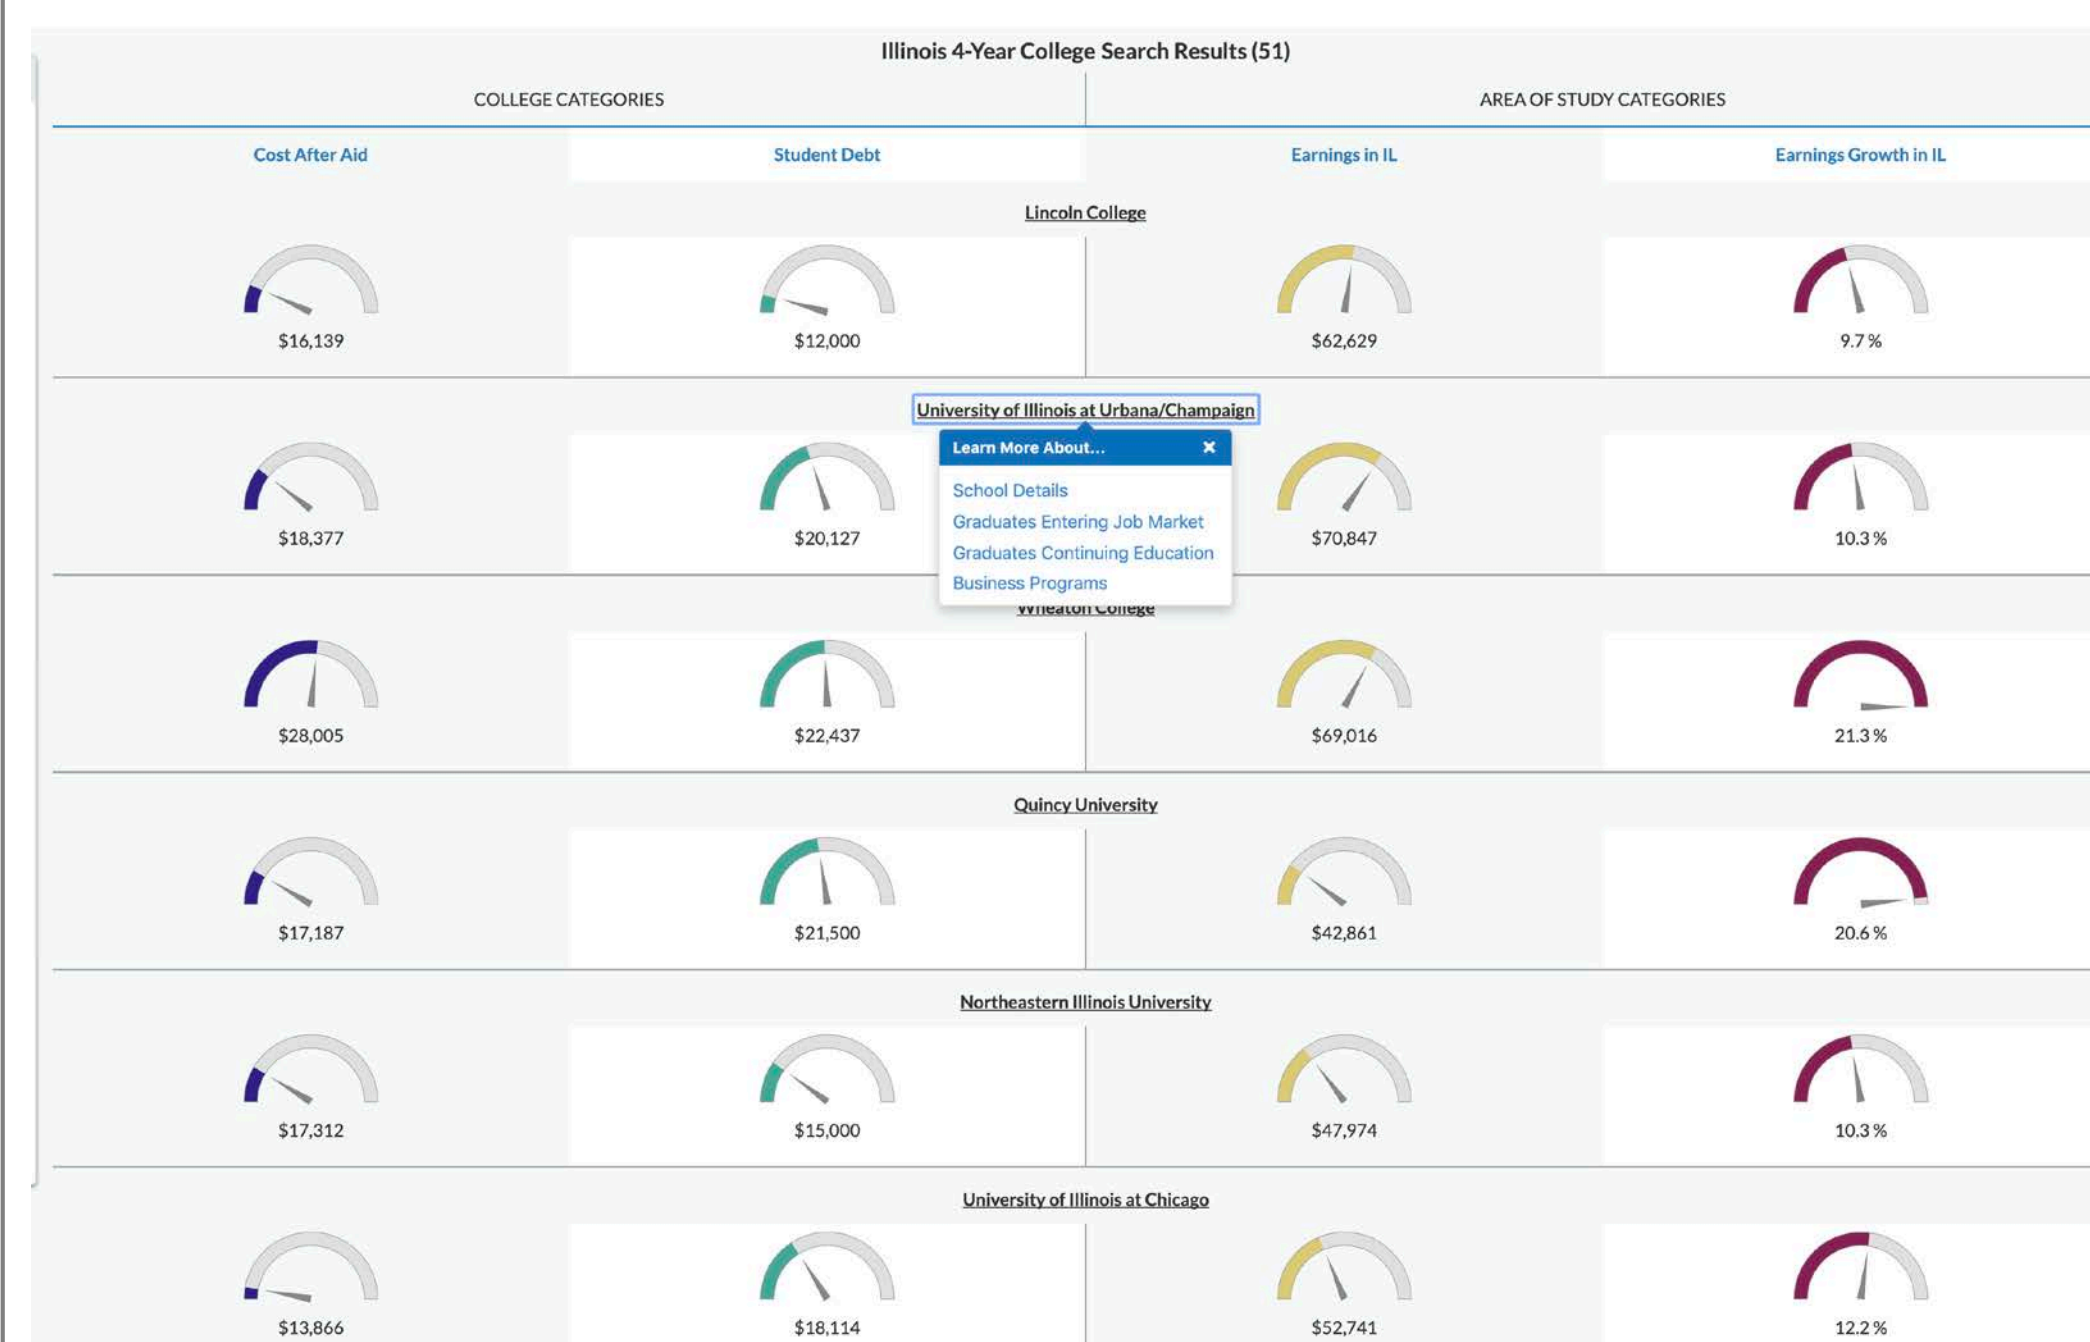 Illinois 4-Year College Search Results (51)
COLLEGE CATEGORIES AREA OF STUDY CATEGORIES
Cost After Aid Student Debt Earnings in IL Earnings Growth in IL
Lincoln College
$16,139 $12,000 $62,629 9.7%
University of Illinois at Urbana/Champaign
Learn More About... ×
School Details
Graduates Entering Job Market
Graduates Continuing Education
Business Programs
$18,377 $20,127 $70,847 10.3%
Wheaton College
$28,005 $22,437 $69,016 21.3%
Quincy University
$17,187 $21,500 $42,861 20.6%
Northeastern Illinois University
$17,312 $15,000 $47,974 10.3%
University of Illinois at Chicago
$13,866 $18,114 $52,741 12.2%